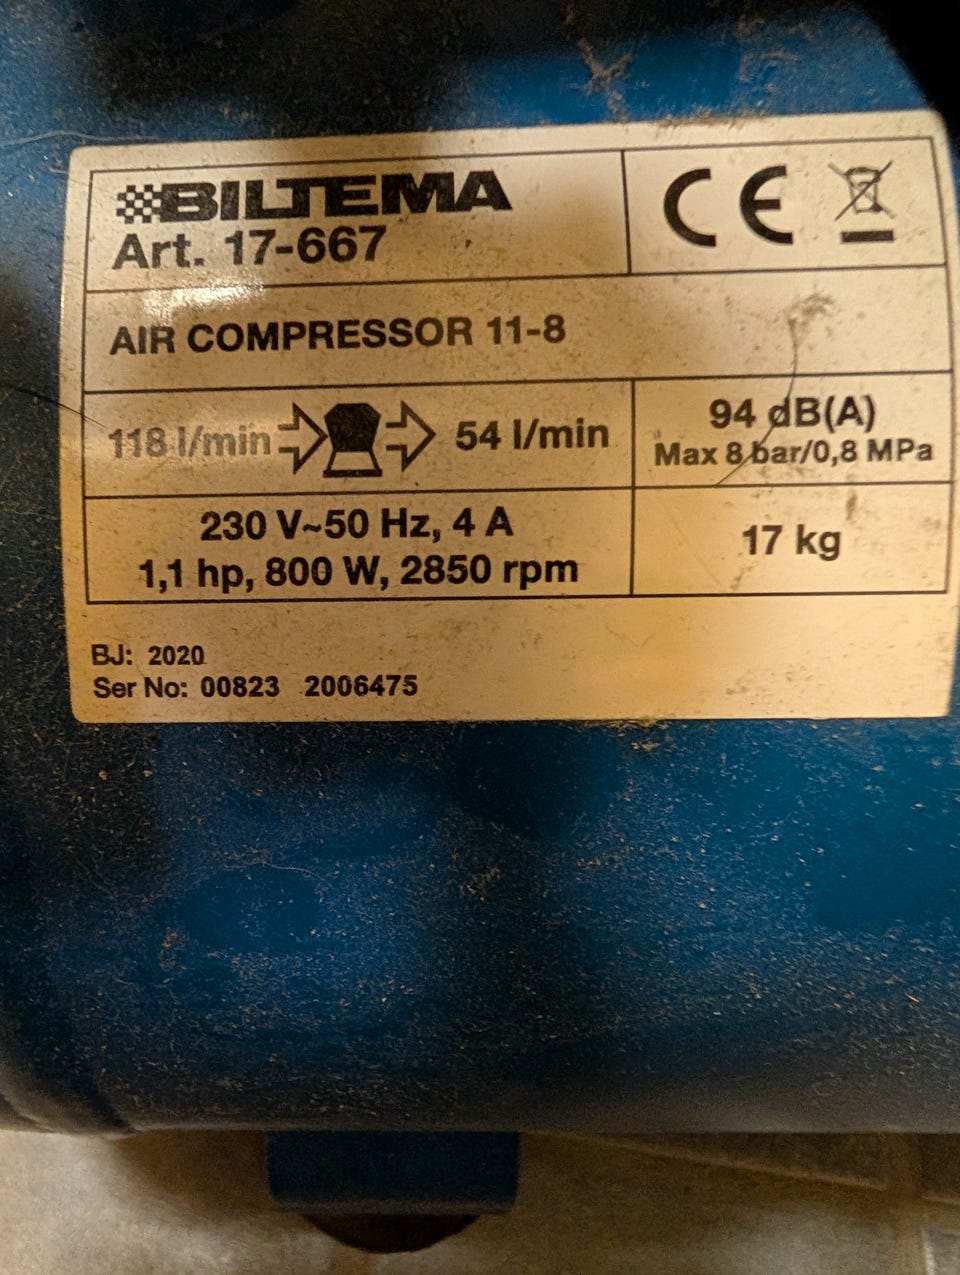 BILTEMA
Art. 17-667
CE
AIR COMPRESSOR 11-8
118 l/min 54 l/min
94 dB(A)
Max 8 bar/0,8 MPa
230 V~50 Hz, 4 A
1,1 hp, 800 W, 2850 rpm
17 kg
BJ: 2020
Ser No: 00823 2006475